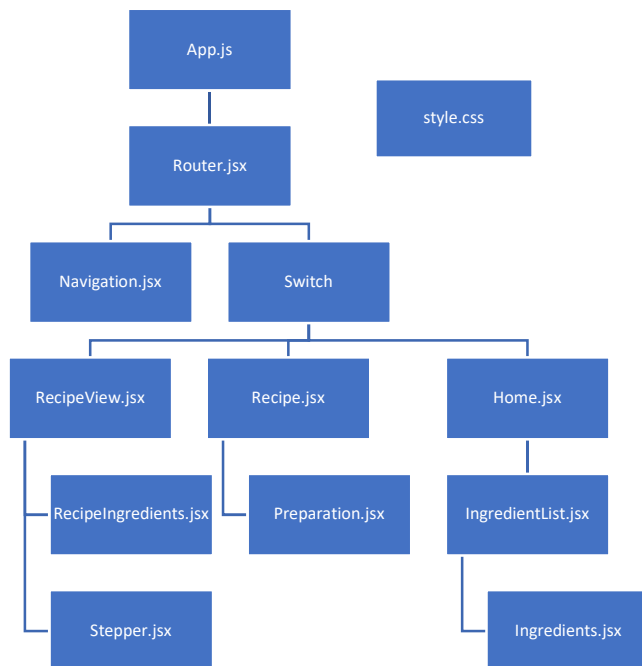 App.js
style.css
Router.jsx
Navigation.jsx
Switch
RecipeView.jsx
Recipe.jsx
Home.jsx
RecipeIngredients.jsx
Preparation.jsx
IngredientList.jsx
Stepper.jsx
Ingredients.jsx